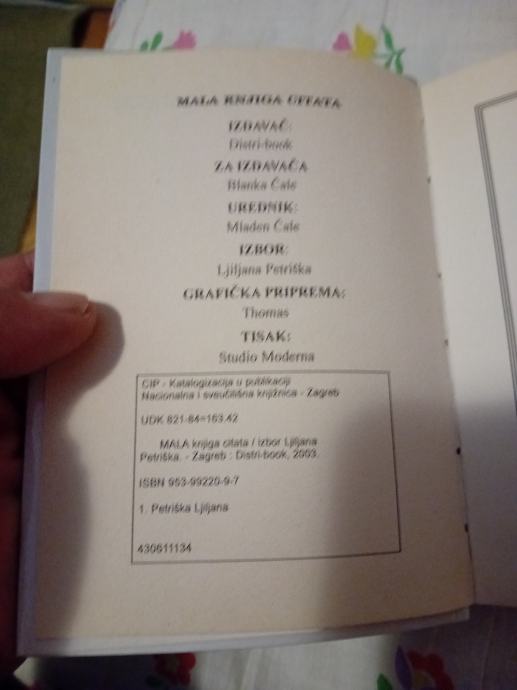 MALA KNJIGA CITATA
IZDAVAČ:
Distri-book
ZA IZDAVAČA
Blanka Čale
UREDNIK:
Mladen Čale
IZBOR:
Ljiljana Petriška
GRAFIČKA PRIPREMA:
Thomas
TISAK:
Studio Moderna
CIP - Katalogizacija u publikaciji
Nacionalna i sveučilišna knjižnica - Zagreb
UDK 821-84=163.42
MALA knjiga citata / izbor Ljiljana
Petriška. - Zagreb : Distri-book, 2003.
ISBN 953-99220-9-7
1. Petriška Ljiljana
430611134